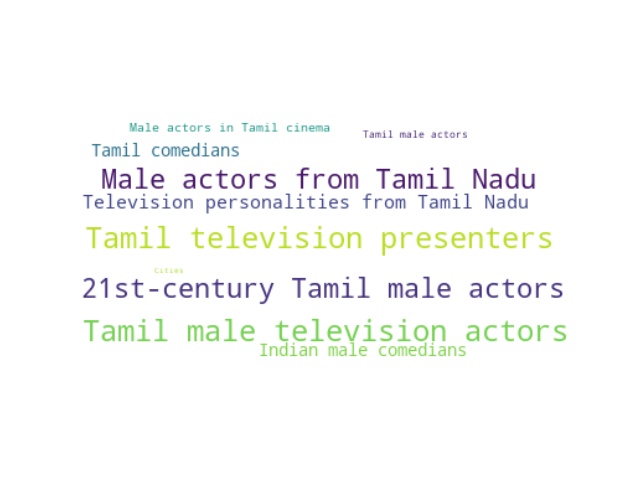 Male actors in Tamil cinema
Tamil male actors
Tamil comedians
Male actors from Tamil Nadu
Television personalities from Tamil Nadu
Tamil television presenters
Cities
21st-century Tamil male actors
Tamil male television actors
Indian male comedians